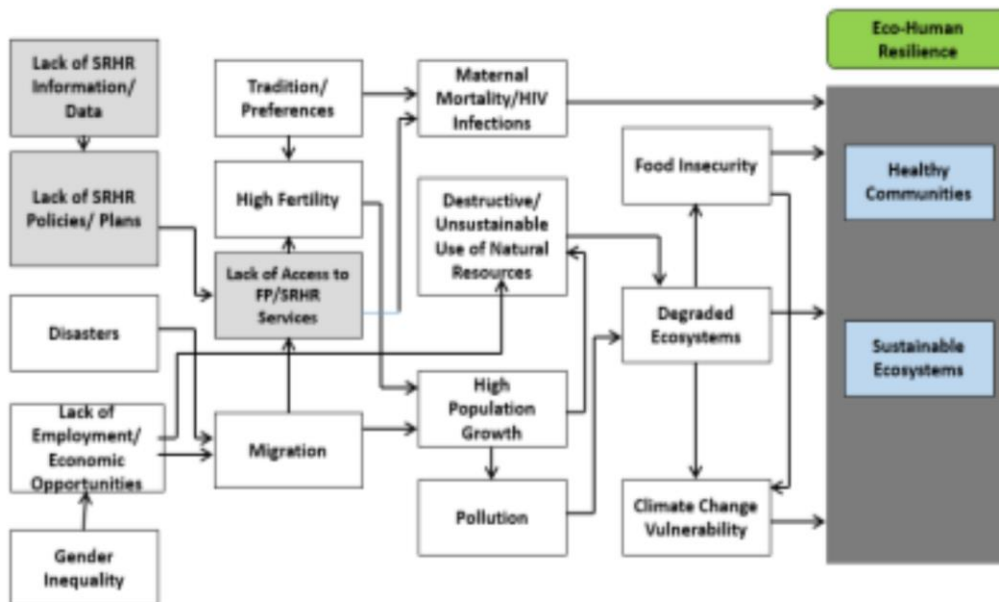 Lack of SRHR
Information/
Data
Lack of SRHR
Policies/ Plans
Disasters
Lack of
Employment/
Economic
Opportunities
Gender
Inequality
Tradition/
Preferences
High Fertility
Lack of Access to
FP/SRHR
Services
Migration
Maternal
Mortality/HIV
Infections
Destructive/
Unsustainable
Use of Natural
Resources
High
Population
Growth
Pollution
Food Insecurity
Degraded
Ecosystems
Climate Change
Vulnerability
Eco-Human
Resilience
Healthy
Communities
Sustainable
Ecosystems